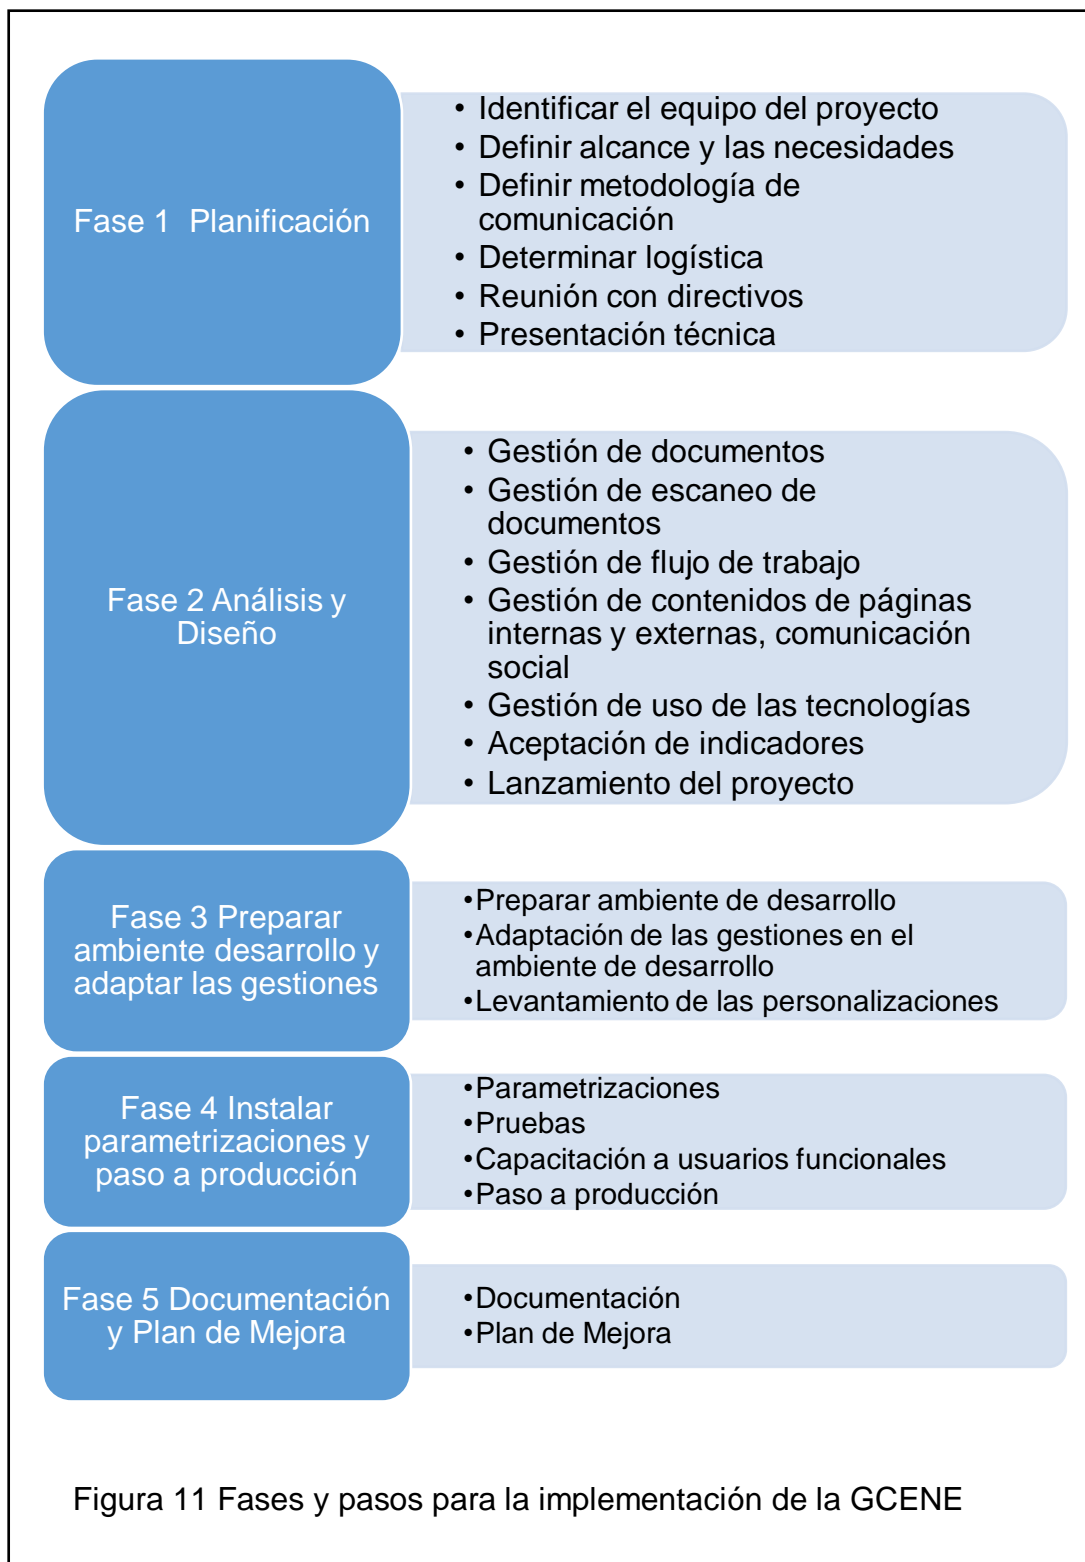 Fase 1 Planificación
• Identificar el equipo del proyecto
• Definir alcance y las necesidades
• Definir metodología de
comunicación
• Determinar logística
• Reunión con directivos
• Presentación técnica
Fase 2 Análisis y
Diseño
• Gestión de documentos
• Gestión de escaneo de
documentos
• Gestión de flujo de trabajo
• Gestión de contenidos de páginas
internas y externas, comunicación
social
• Gestión de uso de las tecnologías
• Aceptación de indicadores
• Lanzamiento del proyecto
Fase 3 Preparar
ambiente desarrollo y
adaptar las gestiones
•Preparar ambiente de desarrollo
•Adaptación de las gestiones en el
ambiente de desarrollo
•Levantamiento de las personalizaciones
Fase 4 Instalar
parametrizaciones y
paso a producción
•Parametrizaciones
•Pruebas
•Capacitación a usuarios funcionales
•Paso a producción
Fase 5 Documentación
y Plan de Mejora
•Documentación
•Plan de Mejora
Figura 11 Fases y pasos para la implementación de la GCENE